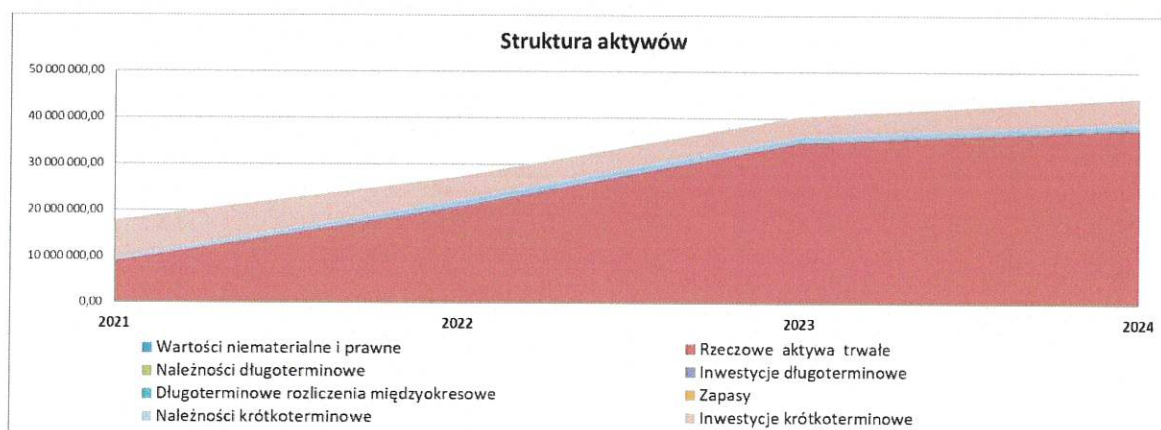 Struktura aktywów
50 000 000,00
40 000 000,00
30 000 000,00
20 000 000,00
10 000 000,00
0,00
2021 2022 2023 2024
Wartości niematerialne i prawne Rzeczowe aktywa trwałe
Należności długoterminowe Inwestycje długoterminowe
Długoterminowe rozliczenia międzyokresowe Zapasy
Należności krótkoterminowe Inwestycje krótkoterminowe